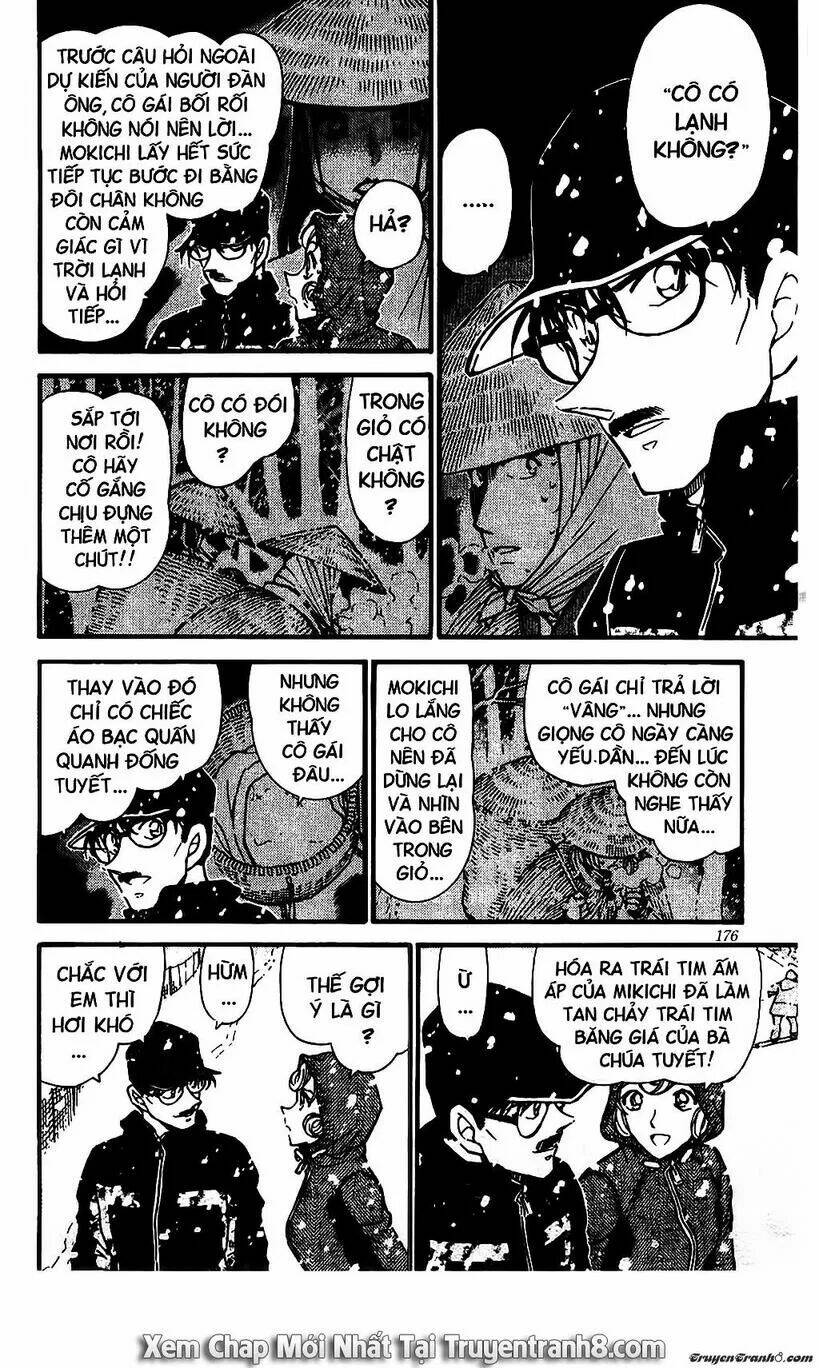 "CÔ CÓ
LẠNH
KHÔNG?"
.....
TRƯỚC CÂU HỎI NGOÀI
DỰ KIẾN CỦA NGƯỜI ĐÀN
ÔNG, CÔ GÁI BỐI RỐI
KHÔNG NÓI NÊN LỜI...
MOKICHI LẤY HẾT SỨC
TIẾP TỤC BƯỚC ĐI BẰNG
ĐÔI CHÂN KHÔNG
CÒN CẢM
GIÁC GÌ VÌ
TRỜI LẠNH
VÀ HỎI
TIẾP...
HẢ?
TRONG
GIỎ CÓ
CHẬT
KHÔNG
?
CÔ CÓ ĐÓI
KHÔNG
?
SẮP TỚI
NƠI RỒI!
CÔ HÃY
CỐ GẮNG
CHỊU ĐỰNG
THÊM MỘT
CHÚT!!
CÔ GÁI CHỈ TRẢ LỜI
"VÂNG"... NHƯNG
GIỌNG CÔ NGÀY CÀNG
YẾU DẦN... ĐẾN LÚC
KHÔNG CÒN
NGHE THẤY
NỮA...
MOKICHI
LO LẮNG
CHO CÔ
NÊN ĐÃ
DỪNG LẠI
VÀ NHÌN
VÀO BÊN
TRONG
GIỎ...
NHƯNG
KHÔNG
THẤY
CÔ GÁI
ĐÂU...
THAY VÀO ĐÓ
CHỈ CÓ CHIẾC
ÁO BẠC QUẤN
QUANH ĐỐNG
TUYẾT...
176
HÓA RA TRÁI TIM ẤM
ÁP CỦA MIKICHI ĐÃ LÀM
TAN CHẢY TRÁI TIM
BĂNG GIÁ CỦA BÀ
CHÚA TUYẾT!
Ừ
...
THẾ GỢI
Ý LÀ GÌ
?
HỪM
...
CHẮC VỚI
EM THÌ
HƠI KHÓ
...
Xem Chap Mới Nhất Tại Truyentranh8.com
TruyenTranh8.com